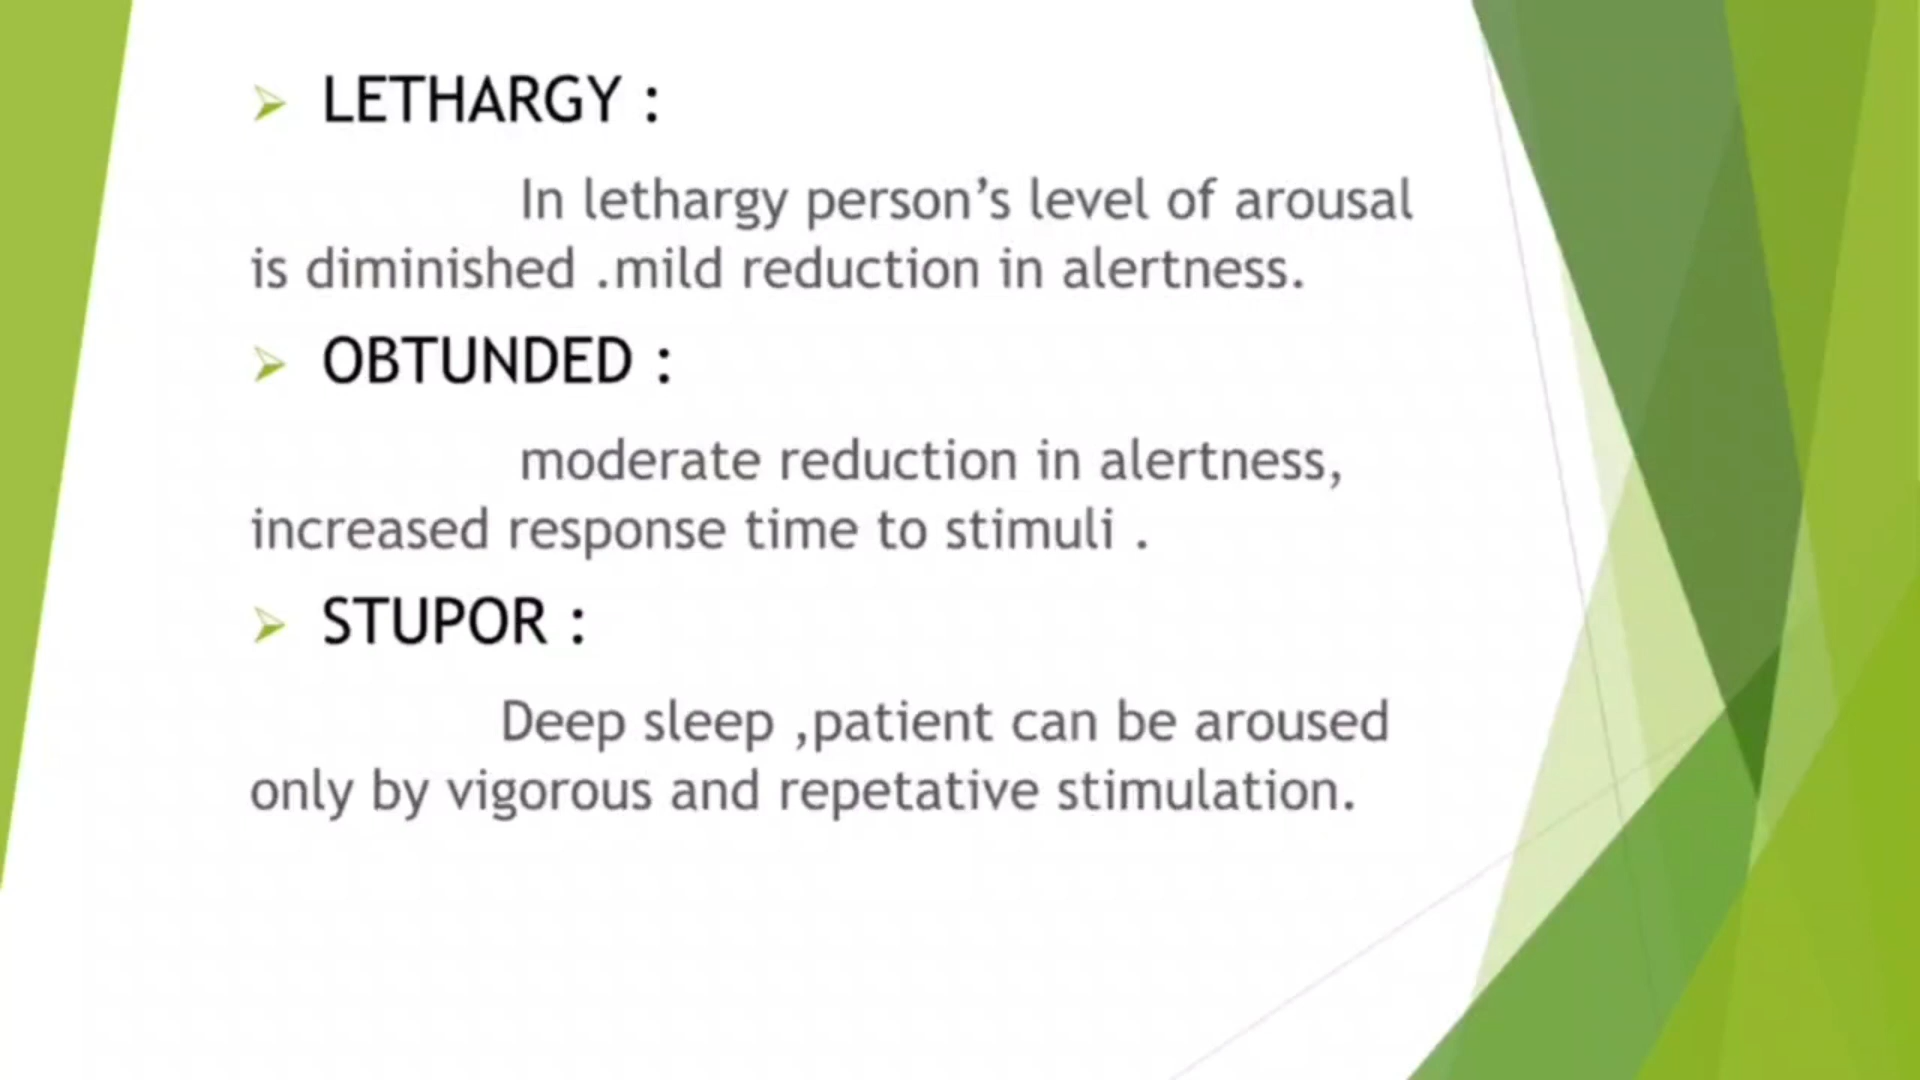 LETHARGY :
In lethargy person’s level of arousal
is diminished .mild reduction in alertness.
OBTUNDED :
moderate reduction in alertness,
increased response time to stimuli .
STUPOR :
Deep sleep ,patient can be aroused
only by vigorous and repetative stimulation.